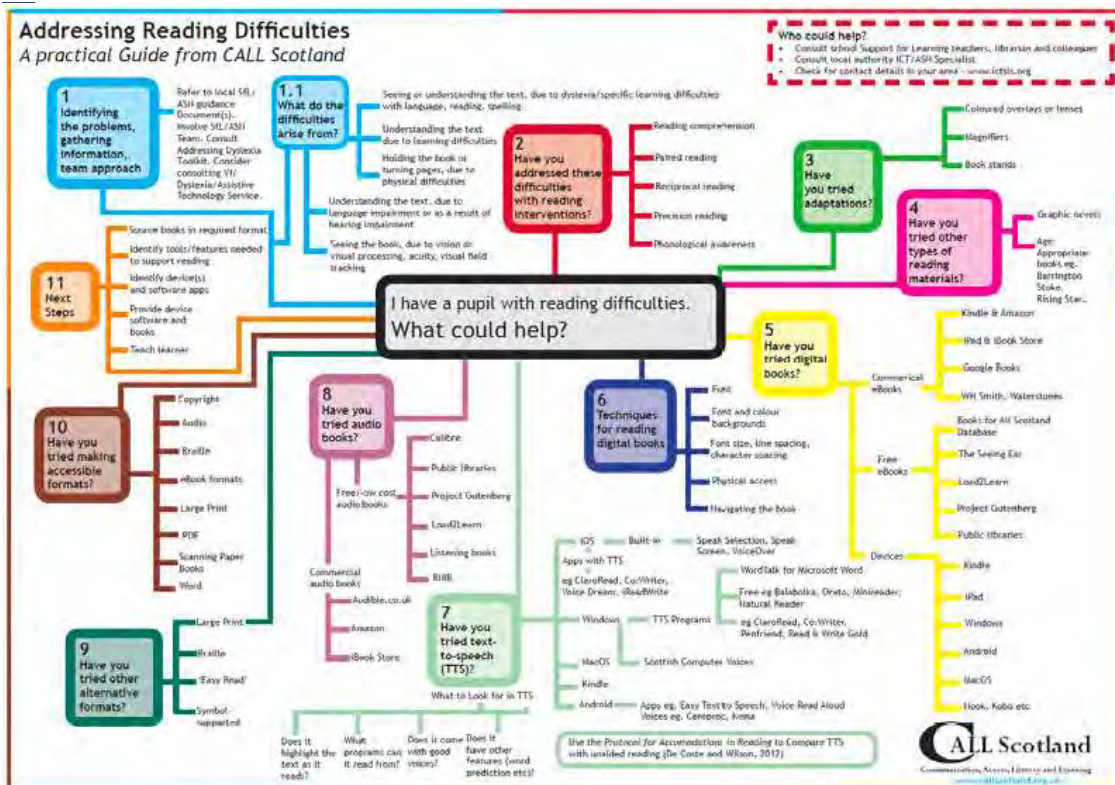 Addressing Reading Difficulties
A practical Guide from CALL Scotland
Who could help?
• Consult school Support for Learning teachers, librarian and colleagues
• Consult local authority ICT/ASN Specialist
• Check for contact details in your area - www.ictsls.org
1
Identifying
the problems,
gathering
information,
team approach
Refer to local SfL/
ASN guidance
Document(s).
Involve SfL/ASN
Team. Consult
Addressing Dyslexia
Toolkit. Consider
consulting VI/
Dyslexia/Assistive
Technology Service.
1.1
What do the
difficulties
arise from?
Seeing or understanding the text, due to dyslexia/specific learning difficulties
with language, reading, spelling
Understanding the text
due to learning difficulties
Holding the book or
turning pages, due to
physical difficulties
Understanding the text, due to
language impairment or as a result of
hearing impairment
Seeing the book, due to vision or
visual processing, acuity, visual field
tracking
2
Have you
addressed these
difficulties
with reading
interventions?
Reading comprehension
Paired reading
Reciprocal reading
Precision reading
Phonological awareness
3
Have
you tried
adaptations?
Coloured overlays or lenses
Magnifiers
Book stands
4
Have you
tried other
types of
reading
materials?
Graphic novels
Age
Appropriate
books eg.
Barrington
Stoke,
Rising Star..
I have a pupil with reading difficulties.
What could help?
5
Have you
tried digital
books?
Commerical
eBooks
Kindle & Amazon
iPad & iBook Store
Google Books
WH Smith, Waterstones
Free
eBooks
Books for All Scotland
Database
The Seeing Ear
Load2Learn
Project Gutenberg
Public libraries
Devices
Kindle
iPad
Windows
Android
MacOS
Nook, Kobo etc
6
Techniques
for reading
digital books
Font
Font and colour
backgrounds
Font size, line spacing,
character spacing
Physical access
Navigating the book
7
Have you
tried text-
to-speech
(TTS)?
iOS
Built-in
Speak Selection, Speak
Screen, VoiceOver
Apps with TTS
eg ClaroRead, Co:Writer,
Voice Dream, iReadWrite
Windows
TTS Programs
WordTalk for Microsoft Word
Free eg Balabolka, Orato, Minireader,
Natural Reader
eg ClaroRead, Co:Writer,
Penfriend, Read & Write Gold
Scottish Computer Voices
MacOS
Kindle
Android
Apps eg. Easy Text to Speech, Voice Read Aloud
Voices eg. Cereproc, Ivona
What to Look for in TTS
Does it
highlight the
text as it
reads?
What
programs can
it read from?
Does it come
with good
voices?
Does it
have other
features (word
prediction etc)?
Use the Protocol for Accomodations in Reading to Compare TTS
with unaided reading (De Coste and Wilson, 2012)
8
Have you
tried audio
books?
Free/low cost
audio books
Calibre
Public libraries
Project Gutenberg
Load2Learn
Listening books
RNIB
Commercial
audio books
Audible.co.uk
Amazon
iBook Store
9
Have you
tried other
alternative
formats?
Large Print
Braille
'Easy Read'
Symbol
supported
10
Have you
tried making
accessible
formats?
Copyright
Audio
Braille
eBook formats
Large Print
PDF
Scanning Paper
Books
Word
11
Next
Steps
Source books in required format
Identify tools/features needed
to support reading
Identify device(s)
and software apps
Provide device
software and
books
Teach learner
CALL Scotland
Communication, Access, Literacy and Learning
www.callscotland.org.uk